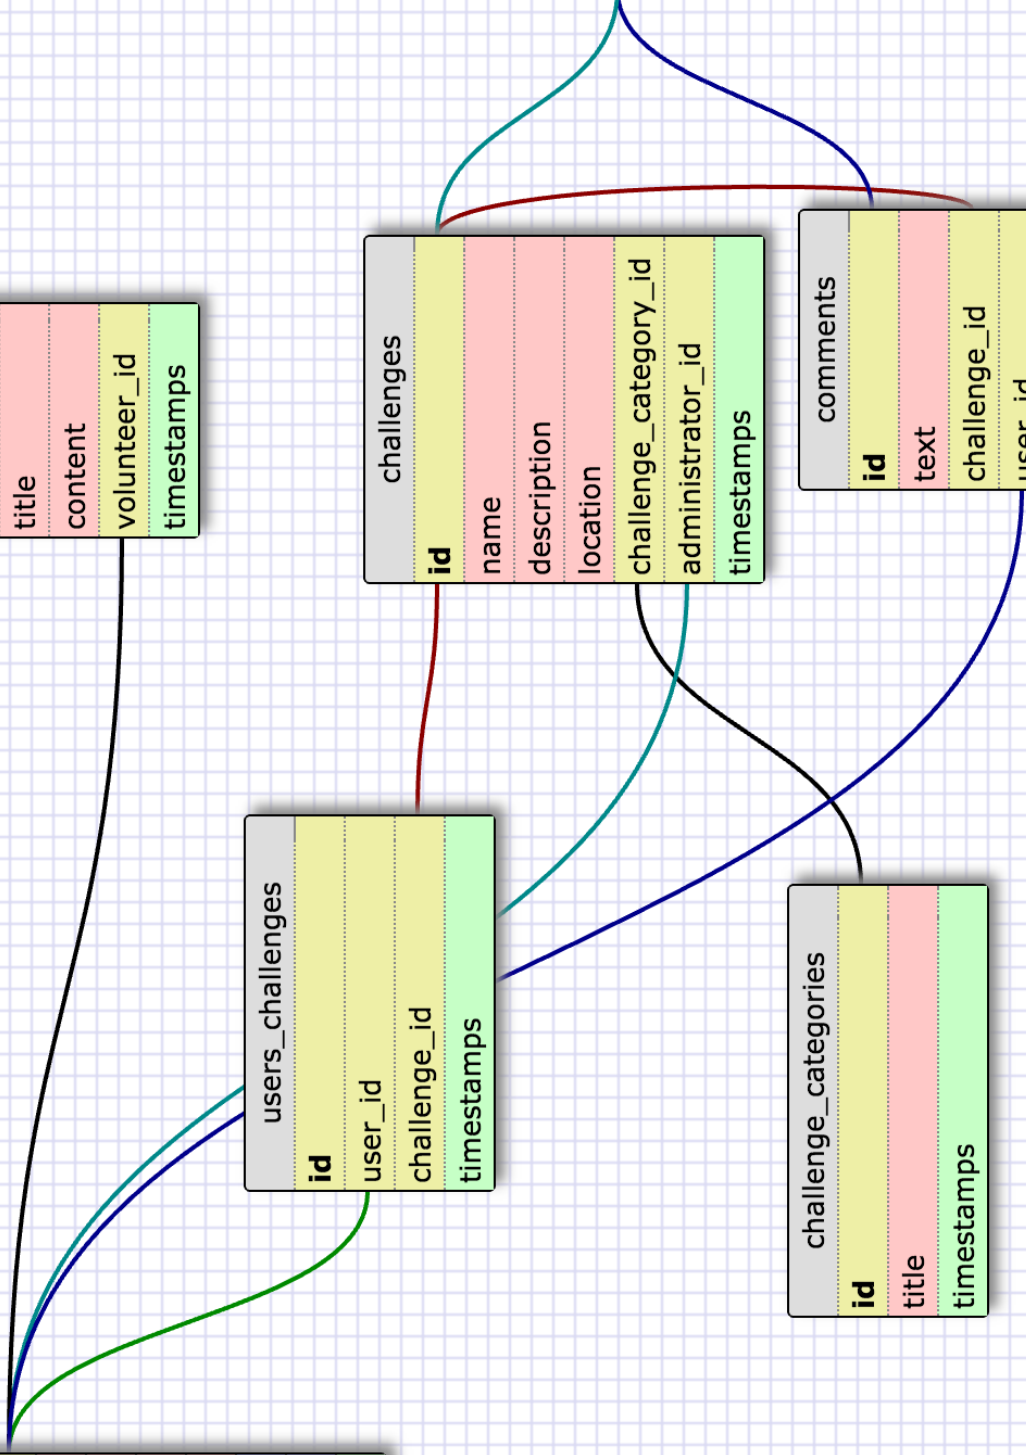 title
content
volunteer_id
timestamps
challenges
id
name
description
location
challenge_category_id
administrator_id
timestamps
comments
id
text
challenge_id
user_id
users_challenges
id
user_id
challenge_id
timestamps
challenge_categories
id
title
timestamps